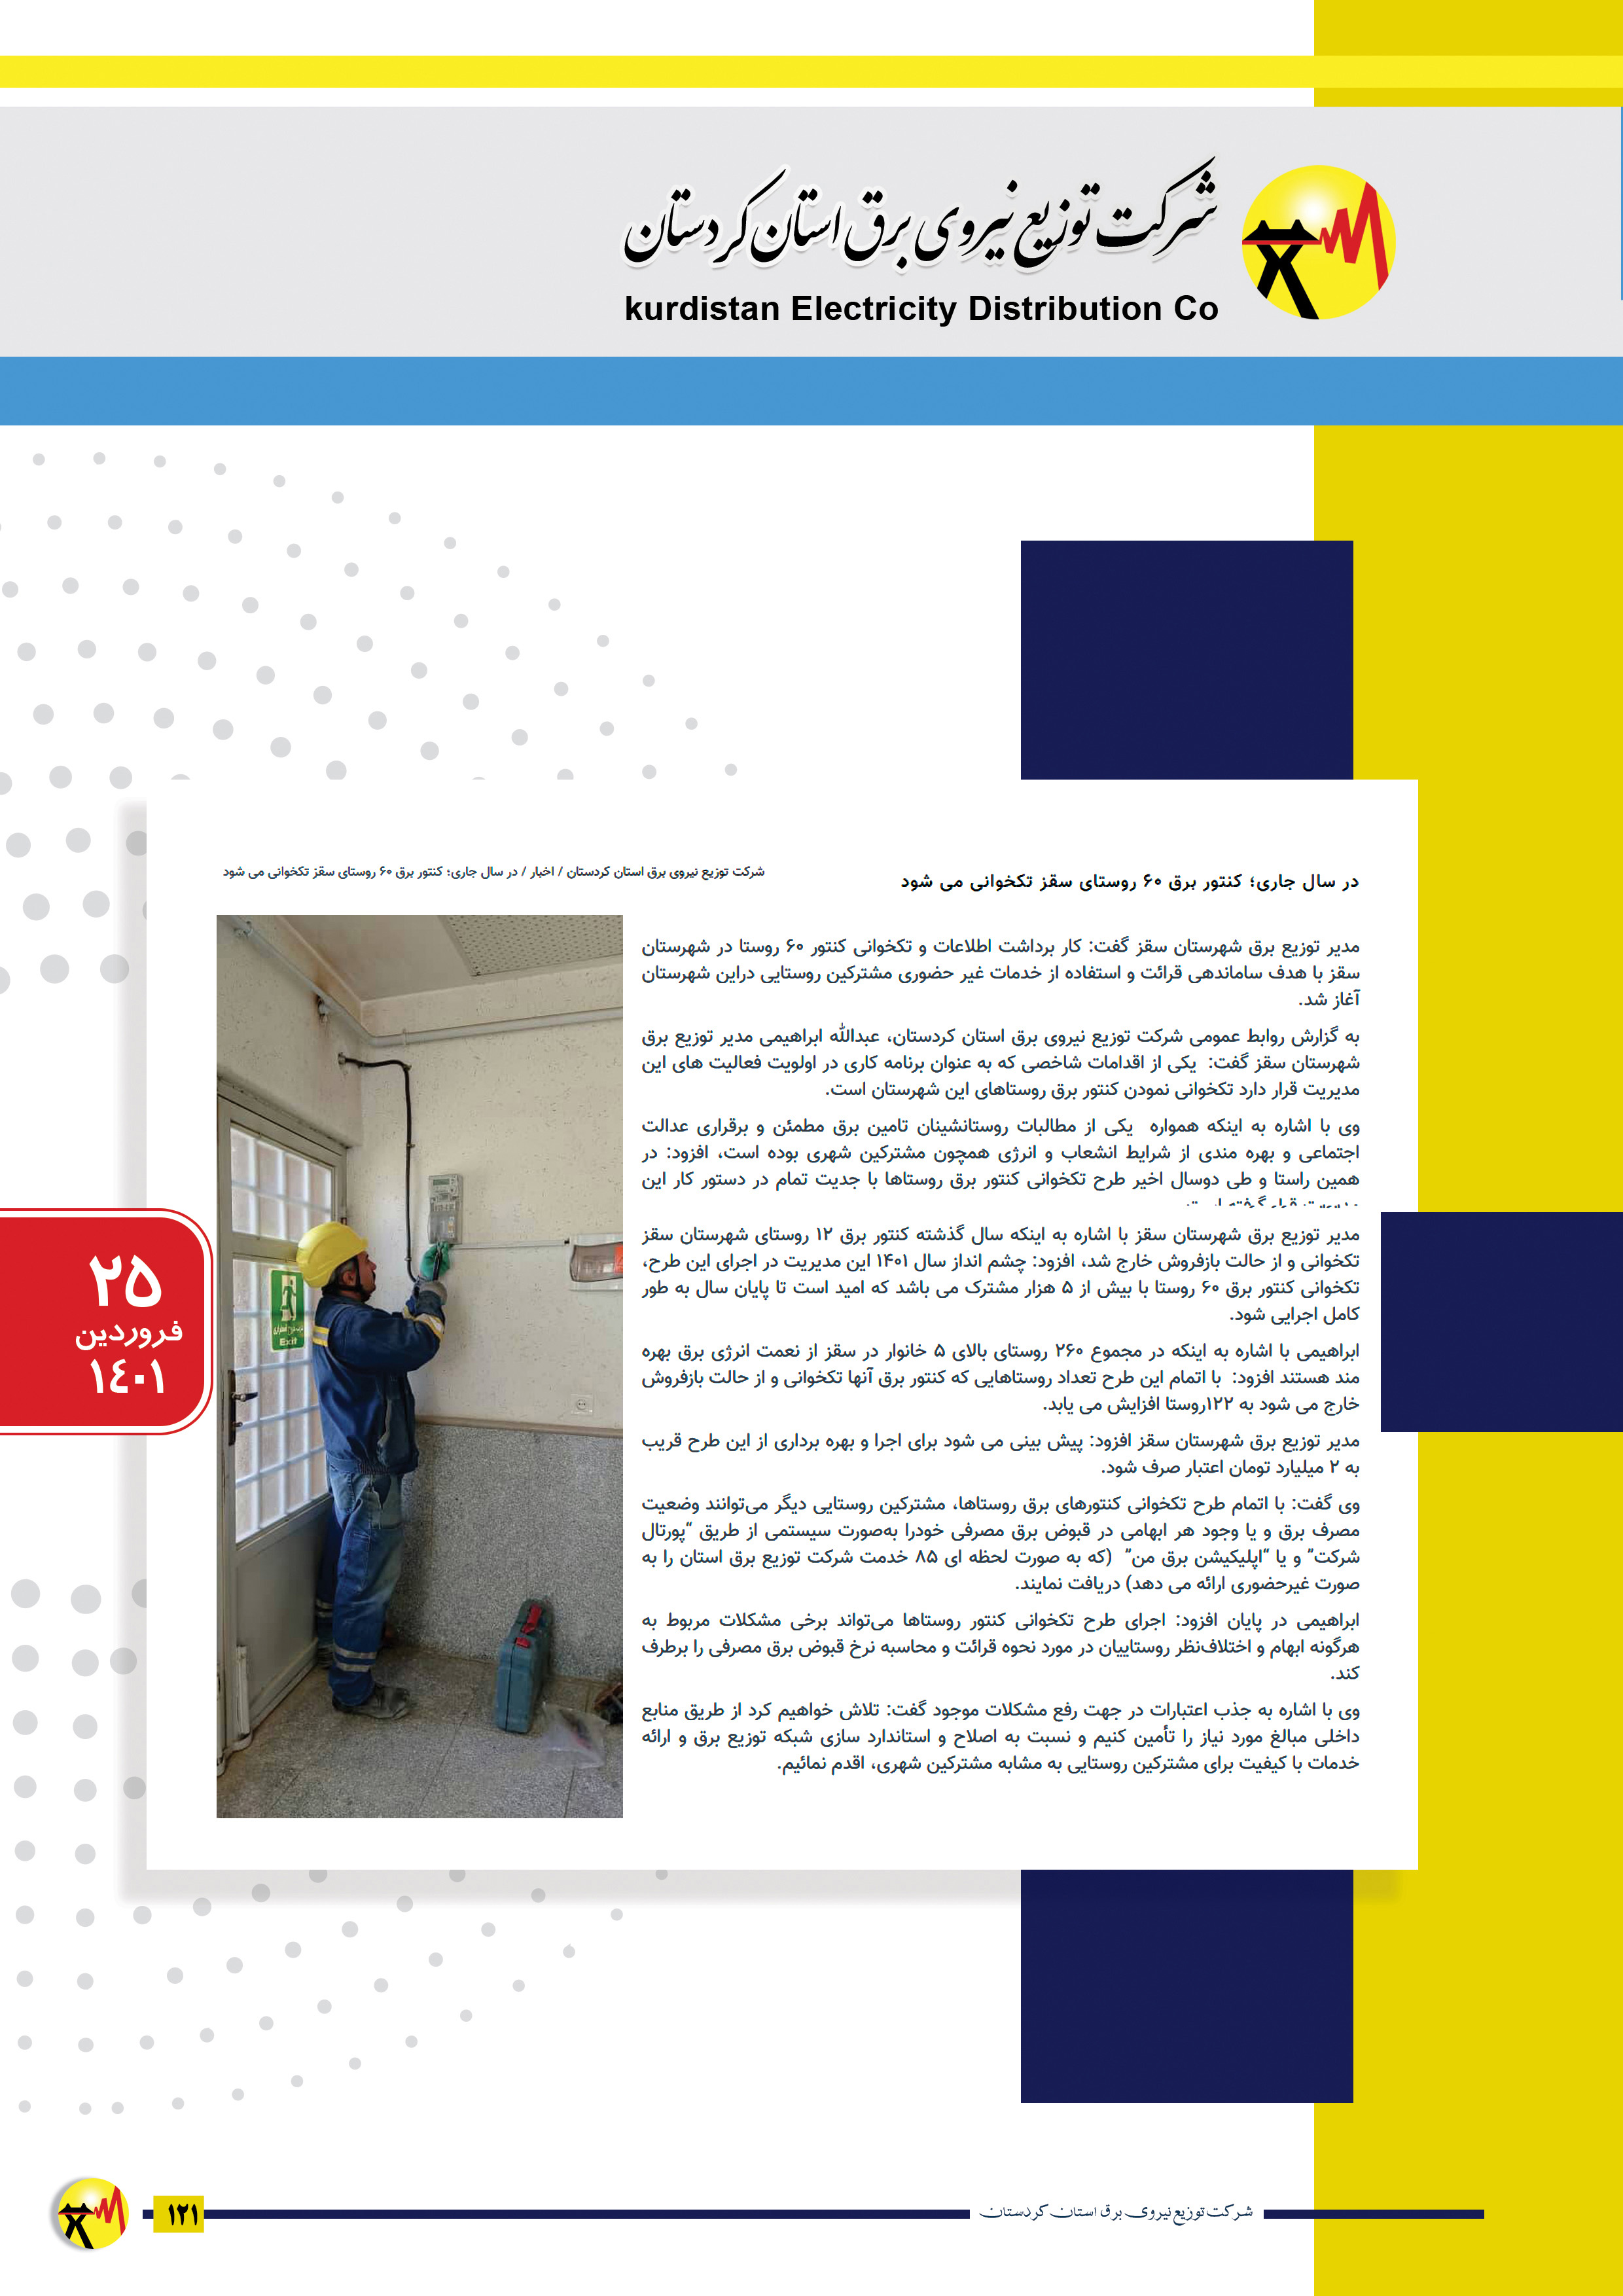 شرکت توزیع نیروی برق استان کردستان
kurdistan Electricity Distribution Co
در سال جاری؛ کنتور برق ۶۰ روستای سقز تکخوانی می شود
شرکت توزیع نیروی برق استان کردستان / اخبار / در سال جاری؛ کنتور برق ۶۰ روستای سقز تکخوانی می شود
مدیر توزیع برق شهرستان سقز گفت: کار برداشت اطلاعات و تکخوانی کنتور ۶۰ روستا در شهرستان
سقز با هدف ساماندهی قرائت و استفاده از خدمات غیر حضوری مشترکین روستایی دراین شهرستان
آغاز شد.
به گزارش روابط عمومی شرکت توزیع نیروی برق استان کردستان، عبدالله ابراهیمی مدیر توزیع برق
شهرستان سقز گفت: یکی از اقدامات شاخصی که به عنوان برنامه کاری در اولویت فعالیت های این
مدیریت قرار دارد تکخوانی نمودن کنتور برق روستاهای این شهرستان است.
وی با اشاره به اینکه همواره یکی از مطالبات روستانشینان تامین برق مطمئن و برقراری عدالت
اجتماعی و بهره مندی از شرایط انشعاب و انرژی همچون مشترکین شهری بوده است، افزود: در
همین راستا و طی دوسال اخیر طرح تکخوانی کنتور برق روستاها با جدیت تمام در دستور کار این
مدیر توزیع برق شهرستان سقز با اشاره به اینکه سال گذشته کنتور برق ۱۲ روستای شهرستان سقز
تکخوانی و از حالت بازفروش خارج شد، افزود: چشم انداز سال ۱۴۰۱ این مدیریت در اجرای این طرح،
تکخوانی کنتور برق ۶۰ روستا با بیش از ۵ هزار مشترک می باشد که امید است تا پایان سال به طور
کامل اجرایی شود.
ابراهیمی با اشاره به اینکه در مجموع ۲۶۰ روستای بالای ۵ خانوار در سقز از نعمت انرژی برق بهره
مند هستند افزود: با اتمام این طرح تعداد روستاهایی که کنتور برق آنها تکخوانی و از حالت بازفروش
خارج می شود به ۱۲۲روستا افزایش می یابد.
مدیر توزیع برق شهرستان سقز افزود: پیش بینی می شود برای اجرا و بهره برداری از این طرح قریب
به ۲ میلیارد تومان اعتبار صرف شود.
وی گفت: با اتمام طرح تکخوانی کنتورهای برق روستاها، مشترکین روستایی دیگر می‌توانند وضعیت
مصرف برق و یا وجود هر ابهامی در قبوض برق مصرفی خودرا به‌صورت سیستمی از طریق “پورتال
شرکت” و یا “اپلیکیشن برق من” (که به صورت لحظه ای ۸۵ خدمت شرکت توزیع برق استان را به
صورت غیرحضوری ارائه می دهد) دریافت نمایند.
ابراهیمی در پایان افزود: اجرای طرح تکخوانی کنتور روستاها می‌تواند برخی مشکلات مربوط به
هرگونه ابهام و اختلاف‌نظر روستاییان در مورد نحوه قرائت و محاسبه نرخ قبوض برق مصرفی را برطرف
کند.
وی با اشاره به جذب اعتبارات در جهت رفع مشکلات موجود گفت: تلاش خواهیم کرد از طریق منابع
داخلی مبالغ مورد نیاز را تأمین کنیم و نسبت به اصلاح و استاندارد سازی شبکه توزیع برق و ارائه
خدمات با کیفیت برای مشترکین روستایی به مشابه مشترکین شهری، اقدم نمائیم.
Exit
۲۵
فروردین
۱۴۰۱
شرکت توزیع نیروی برق استان کردستان
۱۲۱